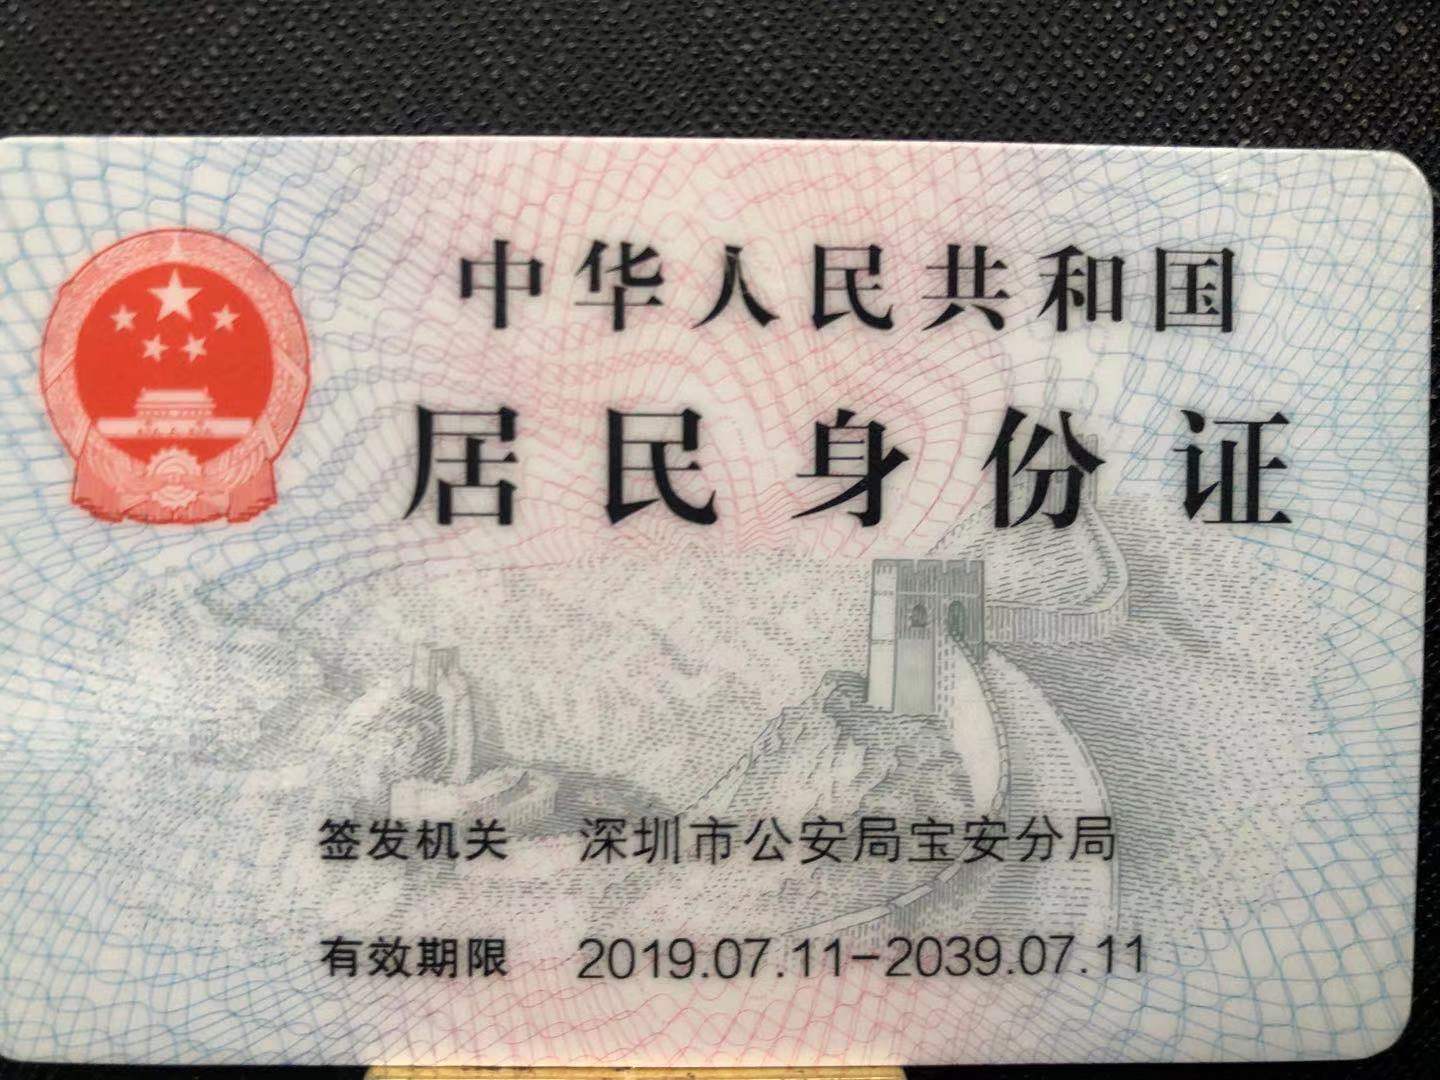 中华人民共和国
居民身份证
签发机关 深圳市公安局宝安分局
有效期限 2019.07.11-2039.07.11